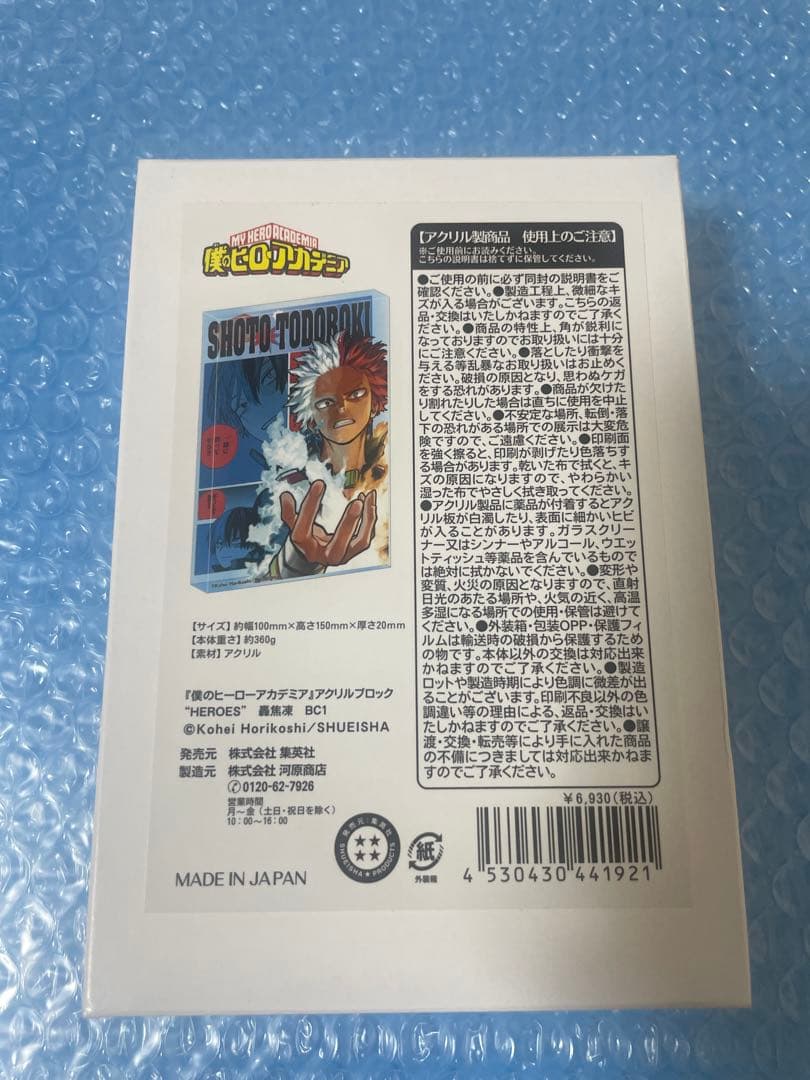 MY HERO ACADEMIA
僕のヒーローアカデミア
SHOTO TODOROKI
©Kohei Horikoshi
【サイズ】約幅100mm×高さ150mm×厚さ20mm
【本体重さ】約360g
【素材】アクリル
『僕のヒーローアカデミア』アクリルブロック
“HEROES”　轟焦凍　BC1
©Kohei Horikoshi/SHUEISHA
発売元　株式会社 集英社
製造元　株式会社 河原商店
✆0120-62-7926
営業時間
月～金（土日・祝日を除く）
10：00～16：00
MADE IN JAPAN
発売元：集英社
SHUEISHA★PRODUCTS
紙
外装箱
【アクリル製商品　使用上のご注意】
※ご使用前にお読みください。
こちらの説明書は捨てずに保管してください。
●ご使用の前に必ず同封の説明書をご
確認ください。●製造工程上、微細なキズ
が入る場合がございます。こちらの返
品・交換はいたしかねますのでご了承く
ださい。●商品の特性上、角が鋭利に
なっておりますのでお取り扱いには十分
にご注意ください。●落としたり衝撃を
与える等乱暴なお取り扱いはお止めく
ださい。破損の原因となり、思わぬケガ
をする恐れがあります。●商品が欠けた
り割れたりした場合は直ちに使用を中止
してください。●不安定な場所、転倒・落
下の恐れがある場所での展示は大変危
険ですので、ご遠慮ください。●印刷面
を強く擦ると、印刷が剥げたり色落ちす
る場合があります。乾いた布で拭くと、キ
ズの原因になりますので、やわらかい
湿った布でやさしく拭き取ってください。
●アクリル製品に薬品が付着するとアク
リル板が白濁したり、表面に細かいヒビ
が入ることがあります。ガラスクリー
ナー又はシンナーやアルコール、ウエッ
トティッシュ等薬品を含んでいるもので
は絶対に拭かないでください。●変形や
変質、火災の原因となりますので、直射
日光のあたる場所や、火気の近く、高温
多湿になる場所での使用・保管は避けて
ください。●外装箱・包装OPP・保護フィ
ルムは輸送時の破損から保護するため
の物です。本体以外の交換は対応出来
かねますのでご了承ください。●製造
ロットや製造時期により色調に微差が出
ることがございます。印刷不良以外の色
調違い等の理由による、返品・交換はい
たしかねますのでご了承ください。●譲
渡・交換・転売等により手に入れた商品
の不備につきましては対応出来かねま
すのでご了承ください。
￥6,930（税込）
4 530430 441921